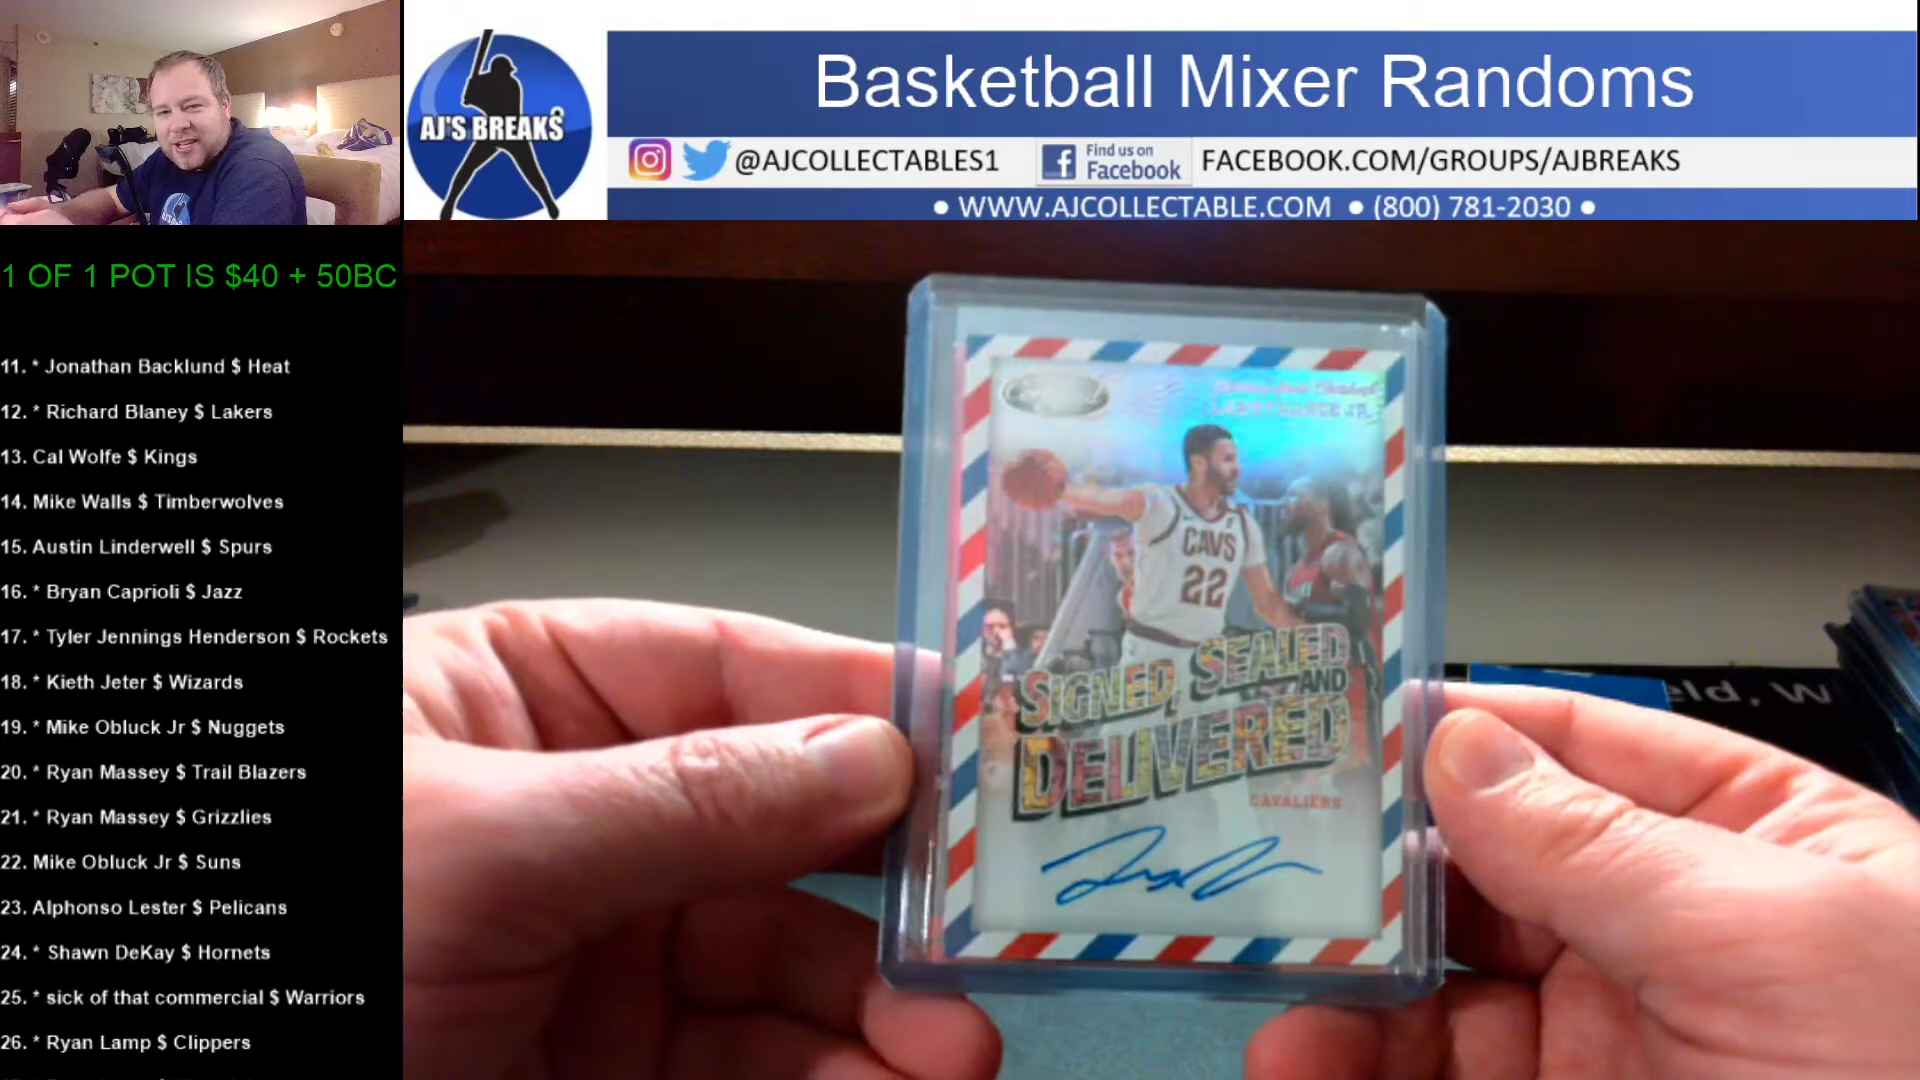 Basketball Mixer Randoms
AJ'S BREAKS
@AJCOLLECTABLES1
Find us on
Facebook
FACEBOOK.COM/GROUPS/AJBREAKS
• WWW.AJCOLLECTABLE.COM • (800) 781-2030 •
1 OF 1 POT IS $40 + 50BC
11. * Jonathan Backlund $ Heat
12. * Richard Blaney $ Lakers
13. Cal Wolfe $ Kings
14. Mike Walls $ Timberwolves
15. Austin Linderwell $ Spurs
16. * Bryan Caprioli $ Jazz
17. * Tyler Jennings Henderson $ Rockets
18. * Kieth Jeter $ Wizards
19. * Mike Obluck Jr $ Nuggets
20. * Ryan Massey $ Trail Blazers
21. * Ryan Massey $ Grizzlies
22. Mike Obluck Jr $ Suns
23. Alphonso Lester $ Pelicans
24. * Shawn DeKay $ Hornets
25. * sick of that commercial $ Warriors
26. * Ryan Lamp $ Clippers
LARRY NANCE JR.
CAVS
22
SIGNED, SEALED
AND
DELIVERED
CAVALIERS
eld, W